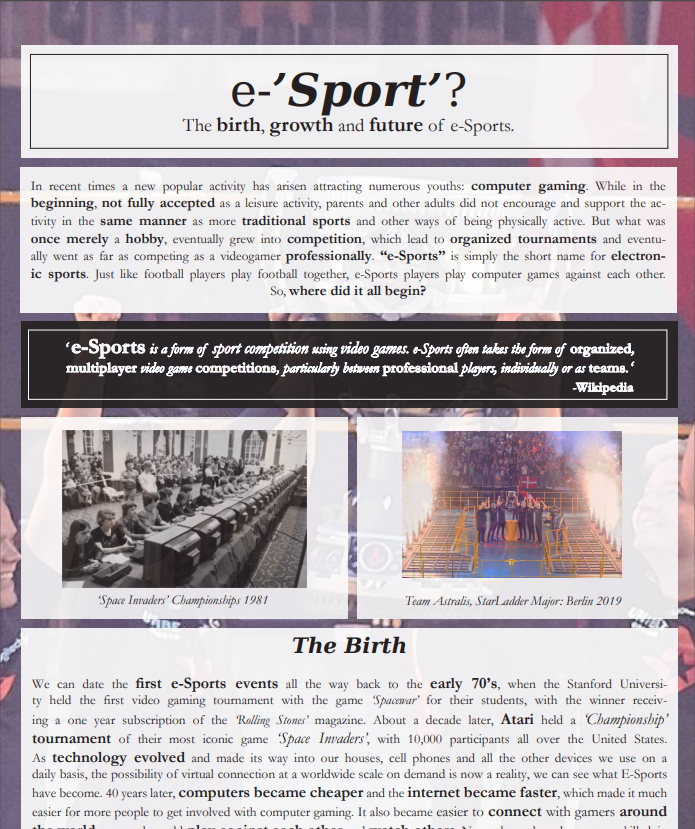 e-'Sport'?
The birth, growth and future of e-Sports.
In recent times a new popular activity has arisen attracting numerous youths: computer gaming. While in the
beginning, not fully accepted as a leisure activity, parents and other adults did not encourage and support the ac-
tivity in the same manner as more traditional sports and other ways of being physically active. But what was
once merely a hobby, eventually grew into competition, which lead to organized tournaments and eventu-
ally went as far as competing as a videogamer professionally. “e-Sports” is simply the short name for electron-
ic sports. Just like football players play football together, e-Sports players play computer games against each other.
So, where did it all begin?
‘e-Sports is a form of sport competition using video games. e-Sports often takes the form of organized,
multiplayer video game competitions, particularly between professional players, individually or as teams.‘
-Wikipedia
‘Space Invaders’ Championships 1981
Team Astralis, StarLadder Major: Berlin 2019
The Birth
We can date the first e-Sports events all the way back to the early 70’s, when the Stanford Universi-
ty held the first video gaming tournament with the game ‘Spacewar’ for their students, with the winner receiv-
ing a one year subscription of the ‘Rolling Stones’ magazine. About a decade later, Atari held a ‘Championship’
tournament of their most iconic game ‘Space Invaders’, with 10,000 participants all over the United States.
As technology evolved and made its way into our houses, cell phones and all the other devices we use on a
daily basis, the possibility of virtual connection at a worldwide scale on demand is now a reality, we can see what E-Sports
have become. 40 years later, computers became cheaper and the internet became faster, which made it much
easier for more people to get involved with computer gaming. It also became easier to connect with gamers around